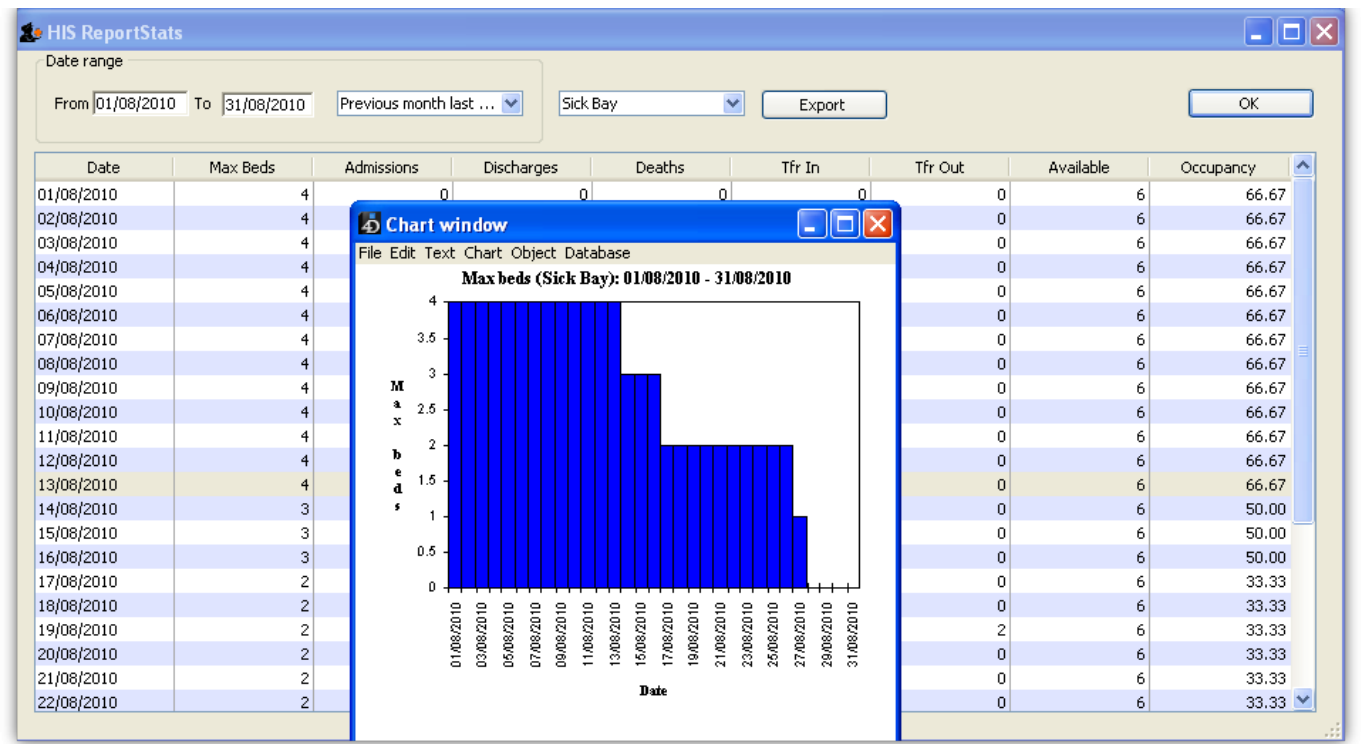 HIS ReportStats
Date range
From 01/08/2010 To 31/08/2010 Previous month last ... Sick Bay Export OK
Date Max Beds Admissions Discharges Deaths Tfr In Tfr Out Available Occupancy
01/08/2010 4 0 0 0 0 0 6 66.67
02/08/2010 4 0 6 66.67
03/08/2010 4 0 6 66.67
04/08/2010 4 0 6 66.67
05/08/2010 4 0 6 66.67
06/08/2010 4 0 6 66.67
07/08/2010 4 0 6 66.67
08/08/2010 4 0 6 66.67
09/08/2010 4 0 6 66.67
10/08/2010 4 0 6 66.67
11/08/2010 4 0 6 66.67
12/08/2010 4 0 6 66.67
13/08/2010 4 0 6 66.67
14/08/2010 3 0 6 50.00
15/08/2010 3 0 6 50.00
16/08/2010 3 0 6 50.00
17/08/2010 2 0 6 33.33
18/08/2010 2 0 6 33.33
19/08/2010 2 2 6 33.33
20/08/2010 2 0 6 33.33
21/08/2010 2 0 6 33.33
22/08/2010 2 0 6 33.33
Chart window
File Edit Text Chart Object Database
Max beds (Sick Bay): 01/08/2010 - 31/08/2010
Max beds
4
3.5
3
2.5
2
1.5
1
0.5
0
01/08/2010
03/08/2010
05/08/2010
07/08/2010
09/08/2010
11/08/2010
13/08/2010
15/08/2010
17/08/2010
19/08/2010
21/08/2010
23/08/2010
25/08/2010
27/08/2010
29/08/2010
31/08/2010
Date